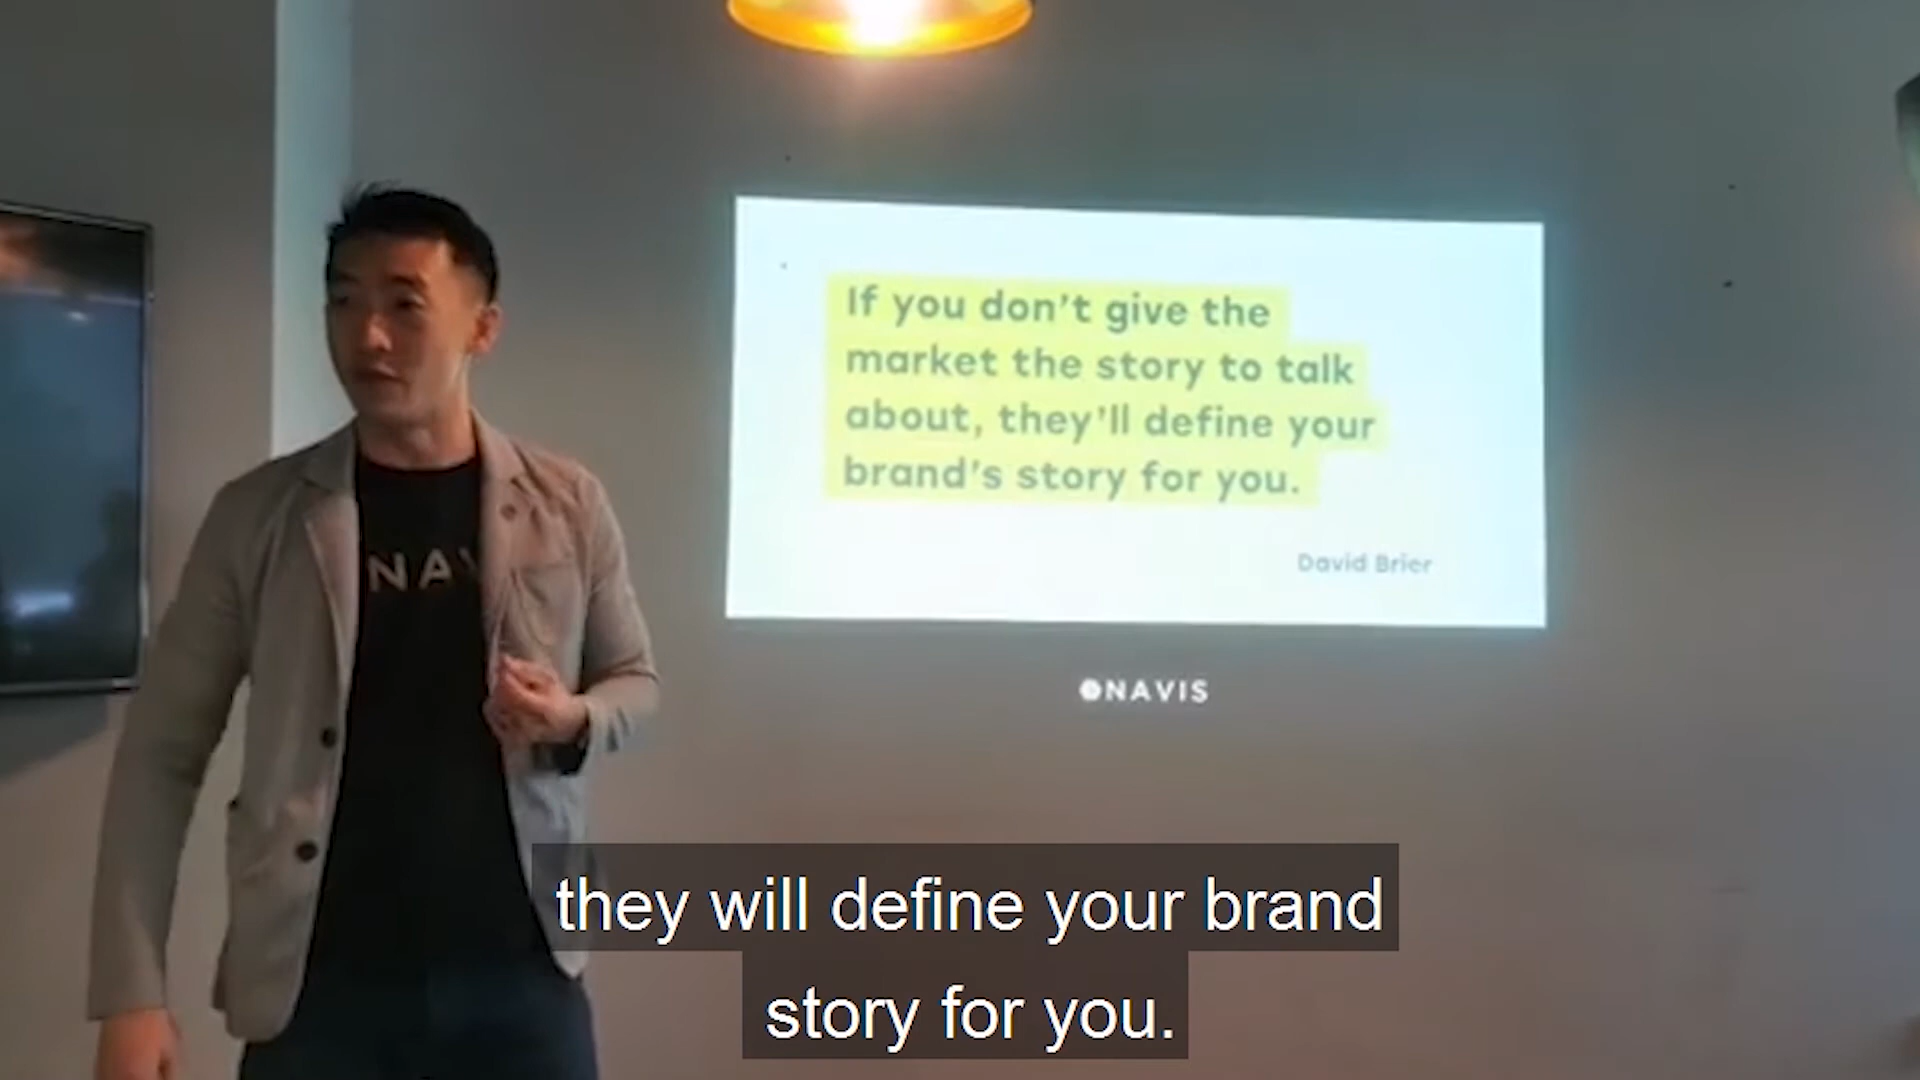 If you don't give the
market the story to talk
about, they'll define your
brand's story for you.
David Brier
NAV
NAVIS
they will define your brand
story for you.